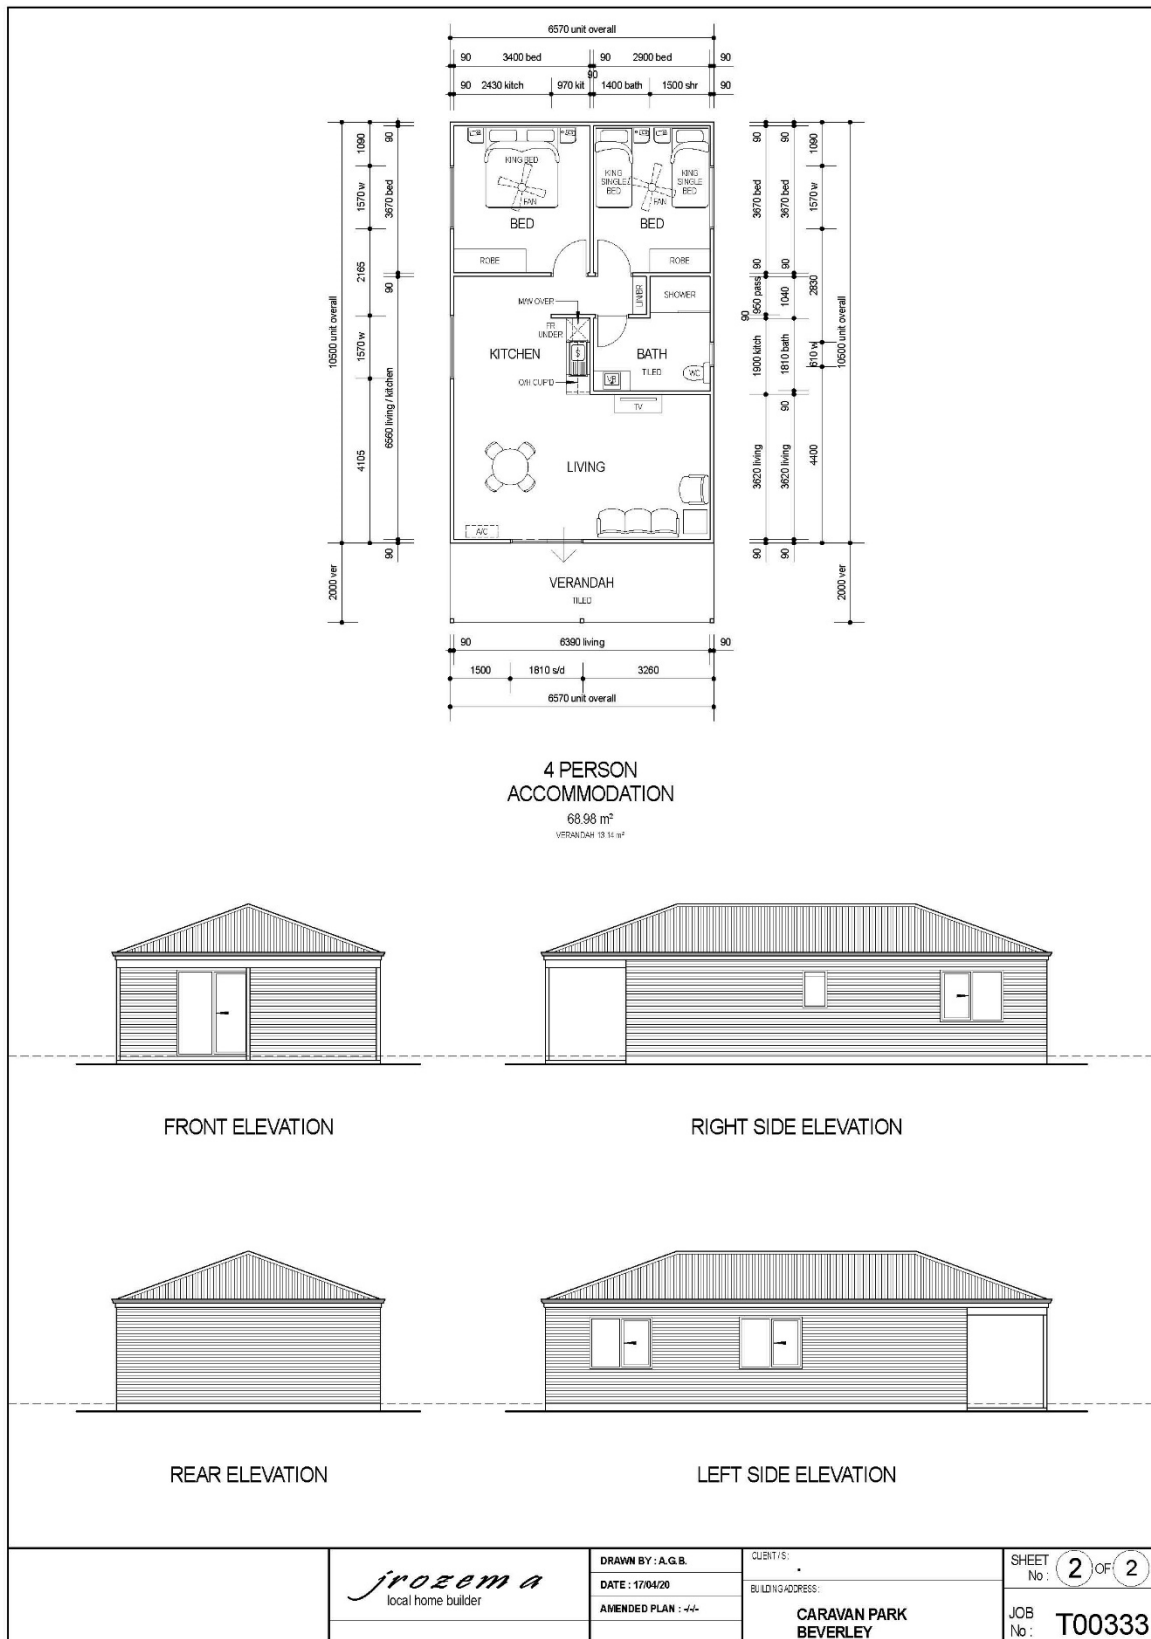 6570 unit overall
90 3400 bed 90 2900 bed 90
90
90 2430 kitch 970 kit 1400 bath 1500 shr 90
10500 unit overall
2000 ver
1090
1570 w
2165
1570 w
4105
90
3670 bed
90
6560 living / kitchen
90
KING BED
FAN
BED
ROBE
KING
SINGLE
BED
KING
SINGLE
BED
FAN
BED
ROBE
M/W OVER
FR
UNDER
KITCHEN
O/H CUP'D
SHOWER
BATH
TILED
WC
TV
LIVING
A/C
VERANDAH
TILED
90
3670 bed
90
950 pass
90
1900 kitch
3620 living
90
90
3670 bed
90
1040
1810 bath
90
3620 living
90
1090
1570 w
2830
610 w
4400
10500 unit overall
2000 ver
90 6390 living 90
1500 1810 s/d 3260
6570 unit overall
4 PERSON
ACCOMMODATION
68.98 m²
VERANDAH 13.14 m²
FRONT ELEVATION
RIGHT SIDE ELEVATION
REAR ELEVATION
LEFT SIDE ELEVATION
jrozema
local home builder
DRAWN BY : A.G.B.
DATE : 17/04/20
AMENDED PLAN : -/-/-
CLIENT/S :
.
BUILDING ADDRESS :
CARAVAN PARK
BEVERLEY
SHEET
No : 2 OF 2
JOB
No : T00333